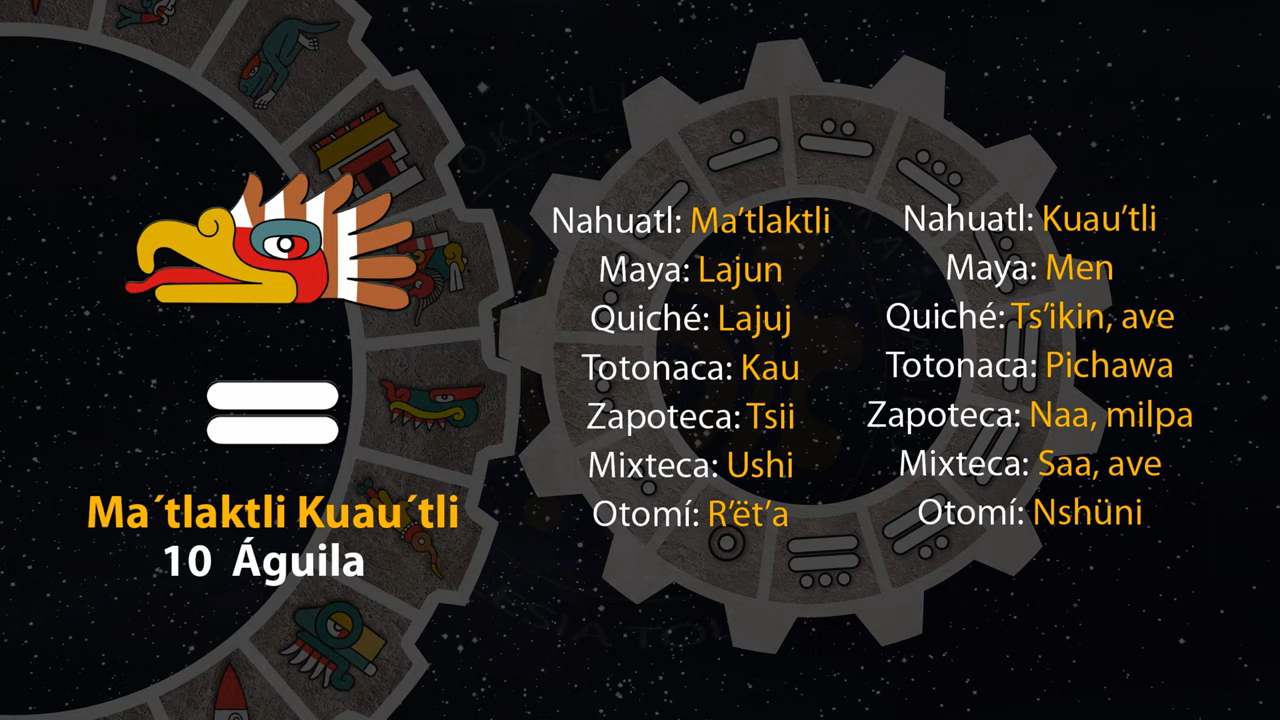 Ma´tlaktli Kuau´tli
10 Águila
Nahuatl: Ma’tlaktli
Maya: Lajun
Quiché: Lajuj
Totonaca: Kau
Zapoteca: Tsii
Mixteca: Ushi
Otomí: R’ët’a
Nahuatl: Kuau’tli
Maya: Men
Quiché: Ts’ikin, ave
Totonaca: Pichawa
Zapoteca: Naa, milpa
Mixteca: Saa, ave
Otomí: Nshüni